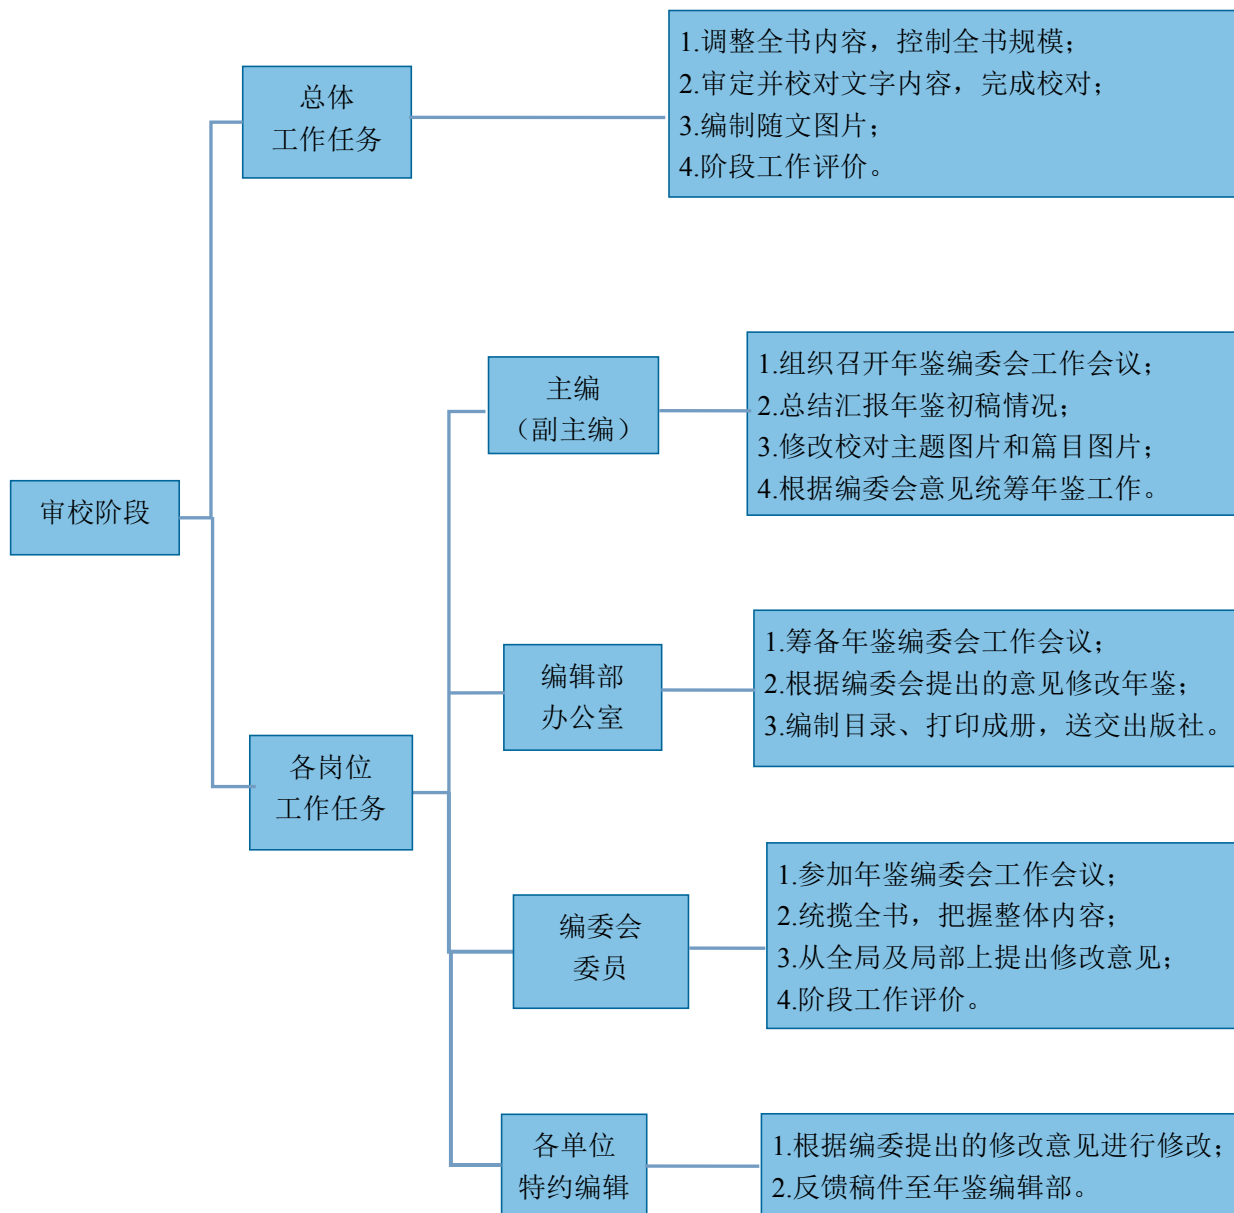 审校阶段
总体
工作任务
1.调整全书内容，控制全书规模；
2.审定并校对文字内容，完成校对；
3.编制随文图片；
4.阶段工作评价。
各岗位
工作任务
主编
（副主编）
1.组织召开年鉴编委会工作会议；
2.总结汇报年鉴初稿情况；
3.修改校对主题图片和篇目图片；
4.根据编委会意见统筹年鉴工作。
编辑部
办公室
1.筹备年鉴编委会工作会议；
2.根据编委会提出的意见修改年鉴；
3.编制目录、打印成册，送交出版社。
编委会
委员
1.参加年鉴编委会工作会议；
2.统揽全书，把握整体内容；
3.从全局及局部上提出修改意见；
4.阶段工作评价。
各单位
特约编辑
1.根据编委提出的修改意见进行修改；
2.反馈稿件至年鉴编辑部。